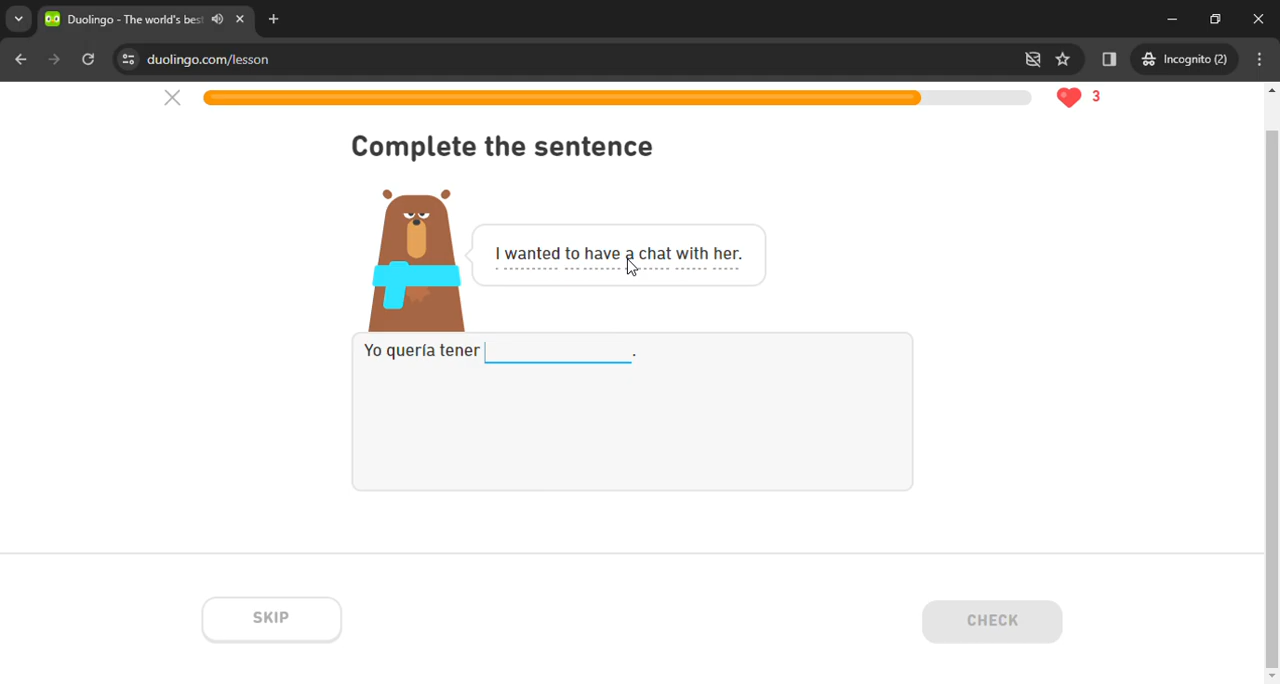 Duolingo - The world's bes
duolingo.com/lesson
Incognito (2)
3
Complete the sentence
I wanted to have a chat with her.
Yo quería tener .
SKIP
CHECK